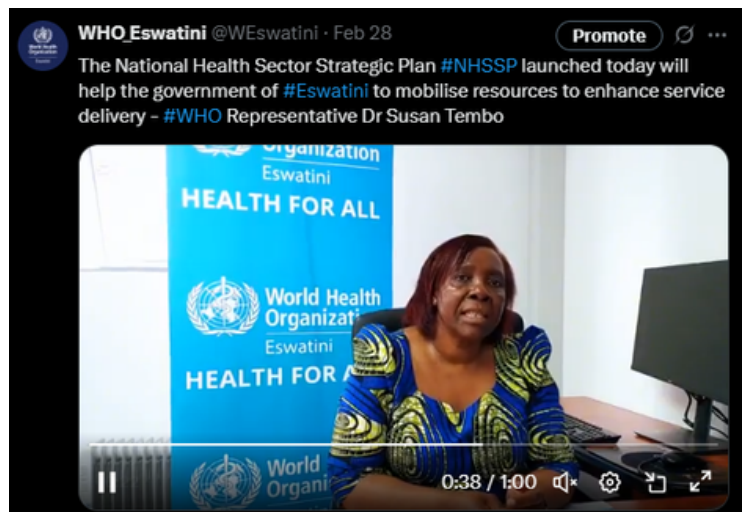 WHO_Eswatini @WEswatini · Feb 28
Promote
The National Health Sector Strategic Plan #NHSSP launched today will
help the government of #Eswatini to mobilise resources to enhance service
delivery - #WHO Representative Dr Susan Tembo
Organization
Eswatini
HEALTH FOR ALL
World Health
Organizati
Eswatini
HEALTH FOR A
World
Organi
0:38 / 1:00